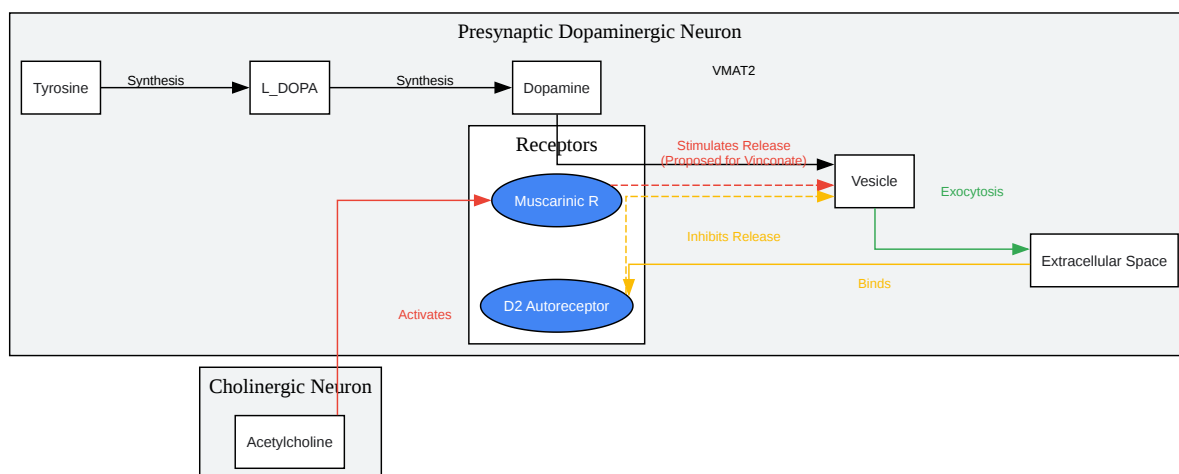 Presynaptic Dopaminergic Neuron
VMAT2
Tyrosine
Synthesis
L_DOPA
Synthesis
Dopamine
Receptors
Stimulates Release
(Proposed for Vinconate)
Vesicle
Muscarinic R
Exocytosis
Inhibits Release
Extracellular Space
Binds
D2 Autoreceptor
Activates
Cholinergic Neuron
Acetylcholine